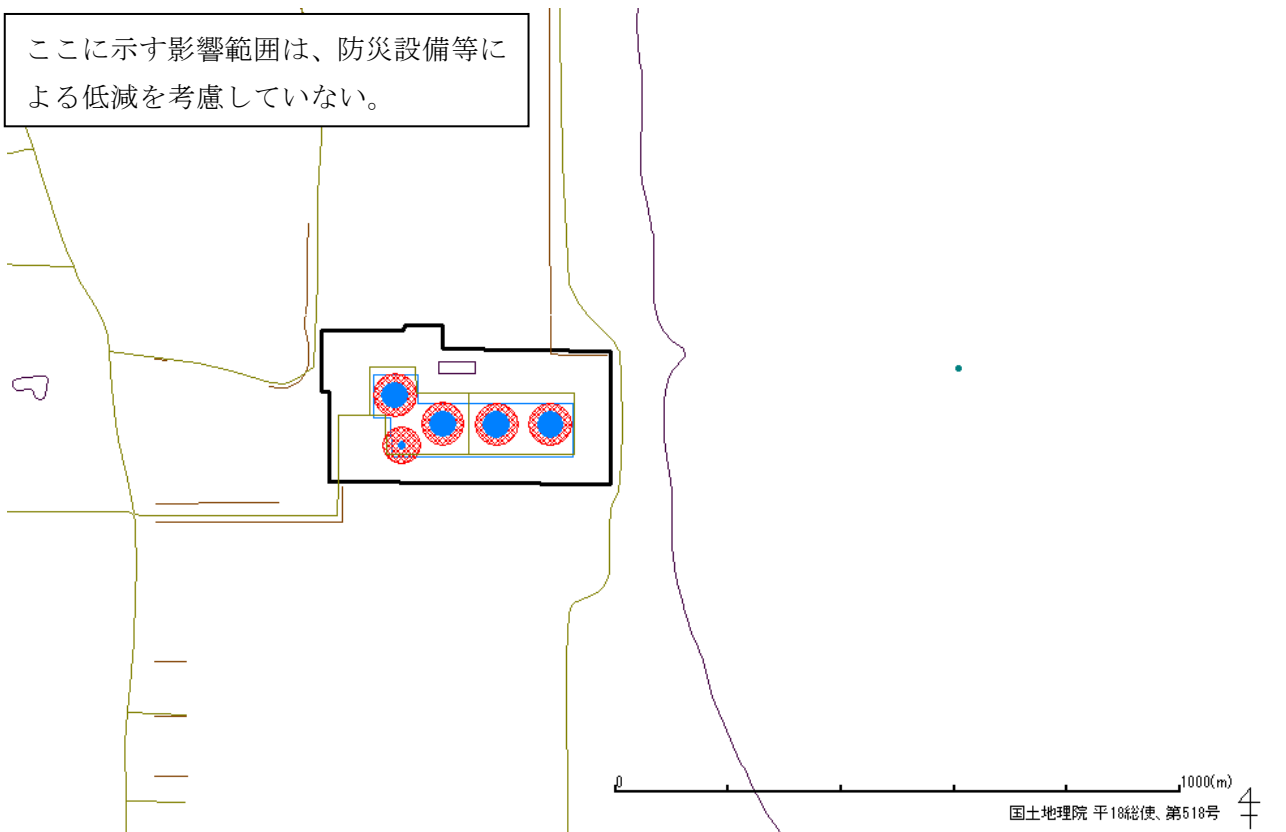 ここに示す影響範囲は、防災設備等に
よる低減を考慮していない。
0
1000(m)
国土地理院 平18総使、第518号